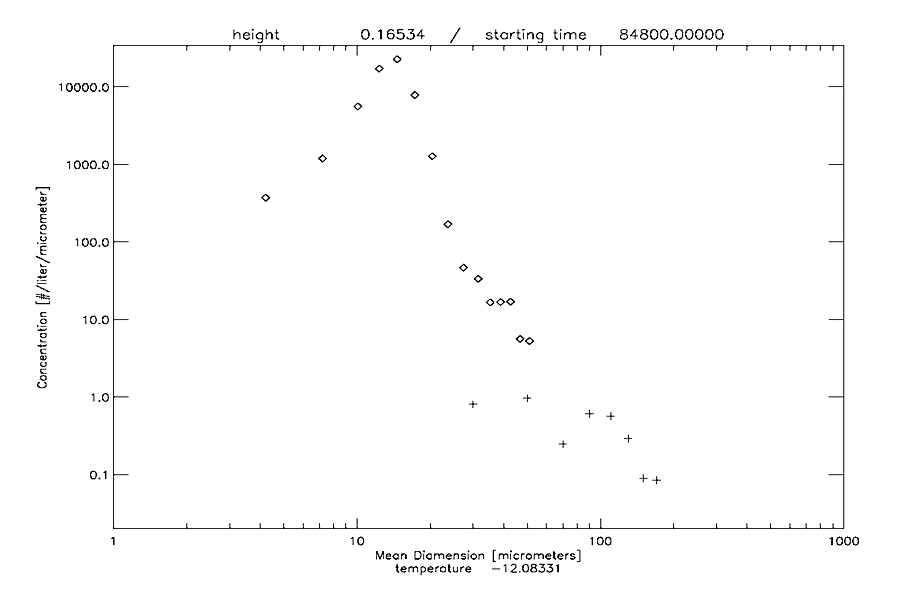 height 0.16534 / starting time 84800.00000
10000.0
1000.0
100.0
10.0
1.0
0.1
Concentration [#/liter/micrometer]
1 10 100 1000
Mean Diamension [micrometers]
temperature -12.08331